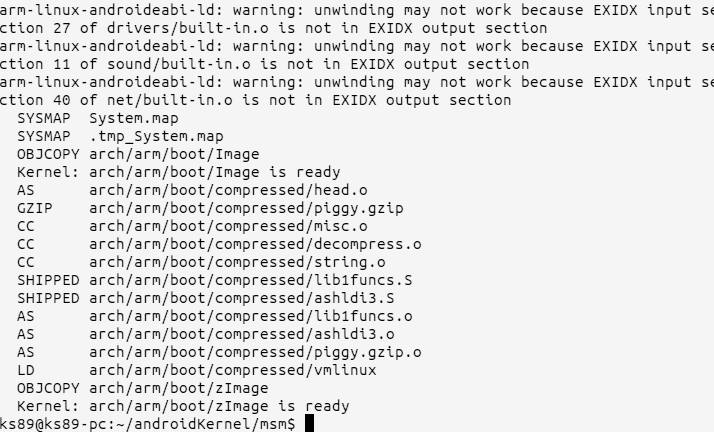 arm-linux-androideabi-ld: warning: unwinding may not work because EXIDX input se
ction 27 of drivers/built-in.o is not in EXIDX output section
arm-linux-androideabi-ld: warning: unwinding may not work because EXIDX input se
ction 11 of sound/built-in.o is not in EXIDX output section
arm-linux-androideabi-ld: warning: unwinding may not work because EXIDX input se
ction 40 of net/built-in.o is not in EXIDX output section
  SYSMAP  System.map
  SYSMAP  .tmp_System.map
  OBJCOPY arch/arm/boot/Image
  Kernel: arch/arm/boot/Image is ready
  AS      arch/arm/boot/compressed/head.o
  GZIP    arch/arm/boot/compressed/piggy.gzip
  CC      arch/arm/boot/compressed/misc.o
  CC      arch/arm/boot/compressed/decompress.o
  CC      arch/arm/boot/compressed/string.o
  SHIPPED arch/arm/boot/compressed/lib1funcs.S
  SHIPPED arch/arm/boot/compressed/ashldi3.S
  AS      arch/arm/boot/compressed/lib1funcs.o
  AS      arch/arm/boot/compressed/ashldi3.o
  AS      arch/arm/boot/compressed/piggy.gzip.o
  LD      arch/arm/boot/compressed/vmlinux
  OBJCOPY arch/arm/boot/zImage
  Kernel: arch/arm/boot/zImage is ready
ks89@ks89-pc:~/androidKernel/msm$